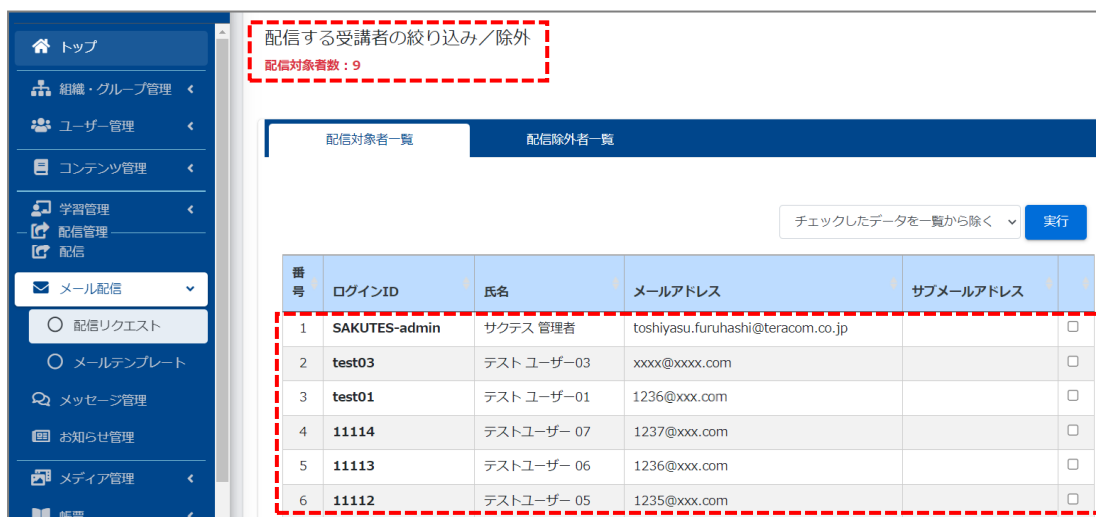 トップ
組織・グループ管理
ユーザー管理
コンテンツ管理
学習管理
配信管理
配信
メール配信
配信リクエスト
メールテンプレート
メッセージ管理
お知らせ管理
メディア管理
帳票
配信する受講者の絞り込み／除外
配信対象者数：9
配信対象者一覧 配信除外者一覧
チェックしたデータを一覧から除く 実行
番号 ログインID 氏名 メールアドレス サブメールアドレス
1 SAKUTES-admin サクテス 管理者 toshiyasu.furuhashi@teracom.co.jp
2 test03 テスト ユーザー03 xxxx@xxxx.com
3 test01 テスト ユーザー01 1236@xxx.com
4 11114 テストユーザー 07 1237@xxx.com
5 11113 テストユーザー 06 1236@xxx.com
6 11112 テストユーザー 05 1235@xxx.com